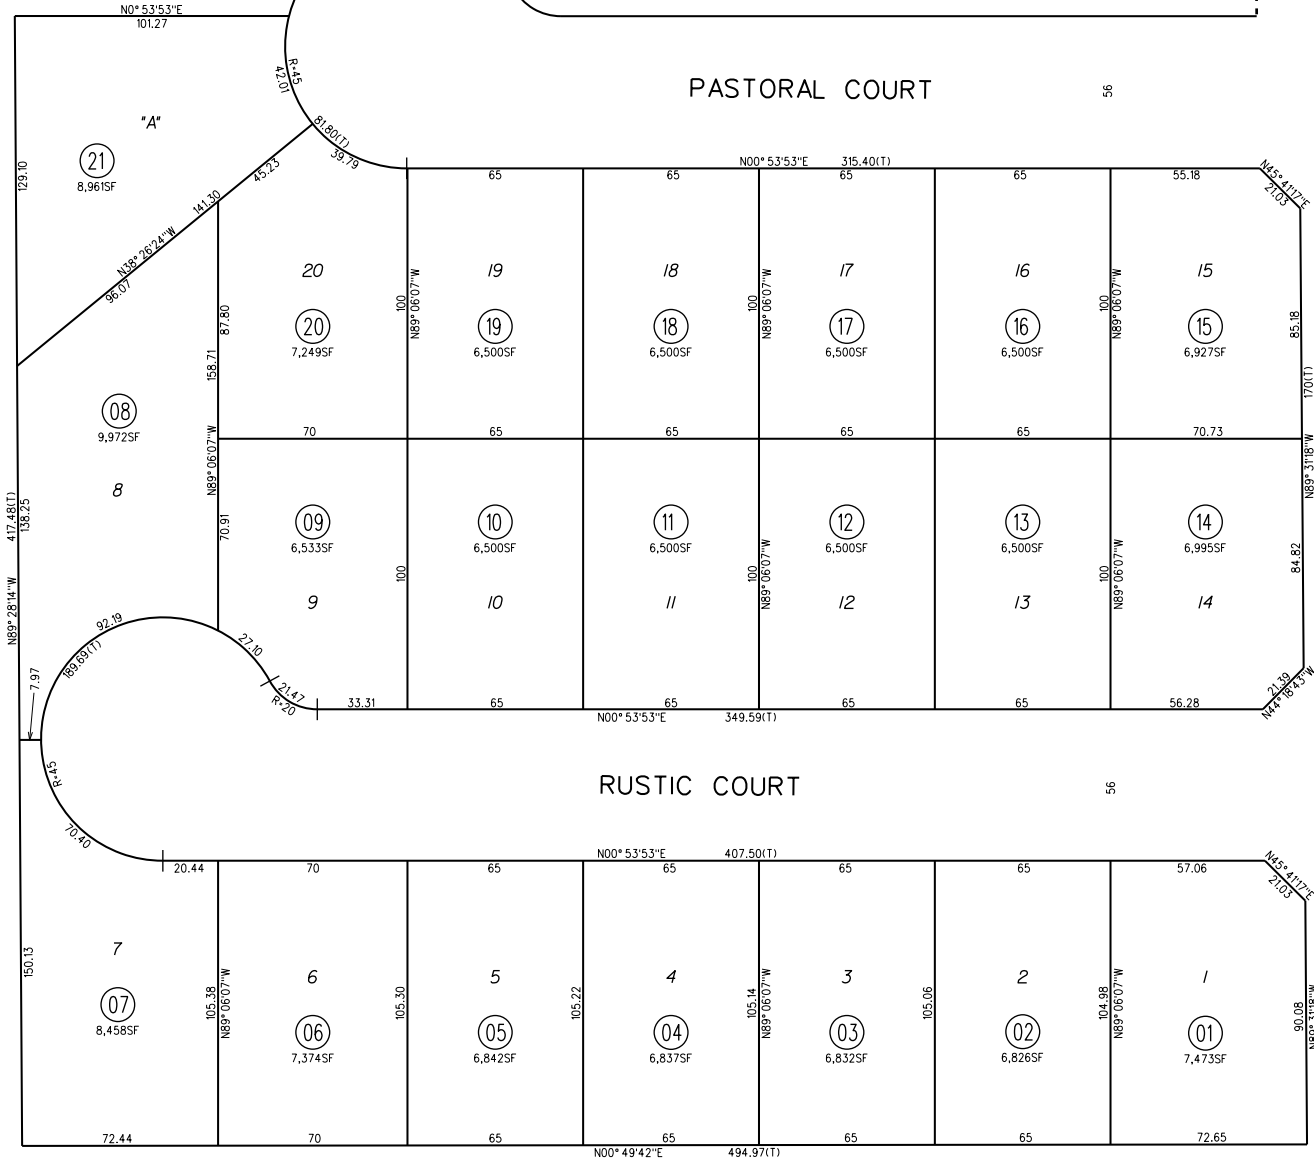 N0°53'53"E
101.27
R=45
42.01
PASTORAL COURT
56
"A"
21
8,961SF
129.10
81.80(T)
39.79
45.23
141.30
N38°26'24"W
96.07
N00°53'53"E 315.40(T)
65 65 65 65 55.18
N45°41'17"E
21.03
20 19 18 17 16 15
100 N89°06'07"W 100 N89°06'07"W 100 N89°06'07"W
20 19 18 17 16 15
7,249SF 6,500SF 6,500SF 6,500SF 6,500SF 6,927SF
87.80
158.71
85.18
170(T)
08
9,972SF
8
70 65 65 65 65 70.73
N89°06'07"W
N89°31'18"W
417.48(T)
138.25
N89°28'14"W
70.91
09 10 11 12 13 14
6,533SF 6,500SF 6,500SF 6,500SF 6,500SF 6,995SF
100 100 N89°06'07"W 100 N89°06'07"W
84.82
9 10 11 12 13 14
92.19
189.69(T)
27.10
7.97
21.47
R=20
33.31 65 65 65 65 56.28
21.39
N44°18'43"W
N00°53'53"E 349.59(T)
RUSTIC COURT
56
R=45
70.40
N00°53'53"E 407.50(T)
20.44 70 65 65 65 65 57.06
N45°41'17"E
21.03
7
150.13
6 5 4 3 2 1
07
8,458SF
105.38 N89°06'07"W 105.30 105.22 105.14 N89°06'07"W 105.06 104.98 N89°06'07"W 90.08 N89°31'18"W
06 05 04 03 02 01
7,374SF 6,842SF 6,837SF 6,832SF 6,826SF 7,473SF
72.44 70 65 65 65 65 72.65
N00°49'42"E 494.97(T)